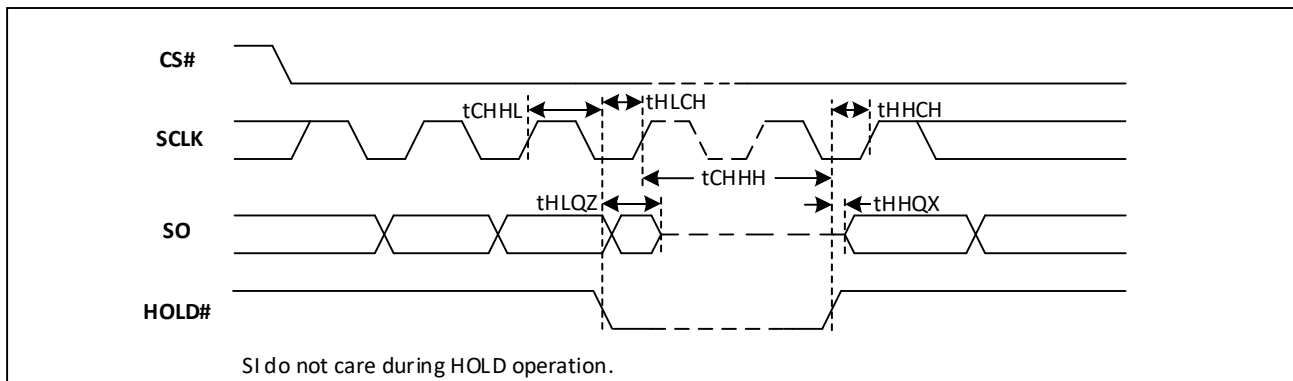 CS#
tCHHL
tHLCH
tHHCH
SCLK
tCHHH
tHLQZ
tHHQX
SO
HOLD#
SI do not care during HOLD operation.